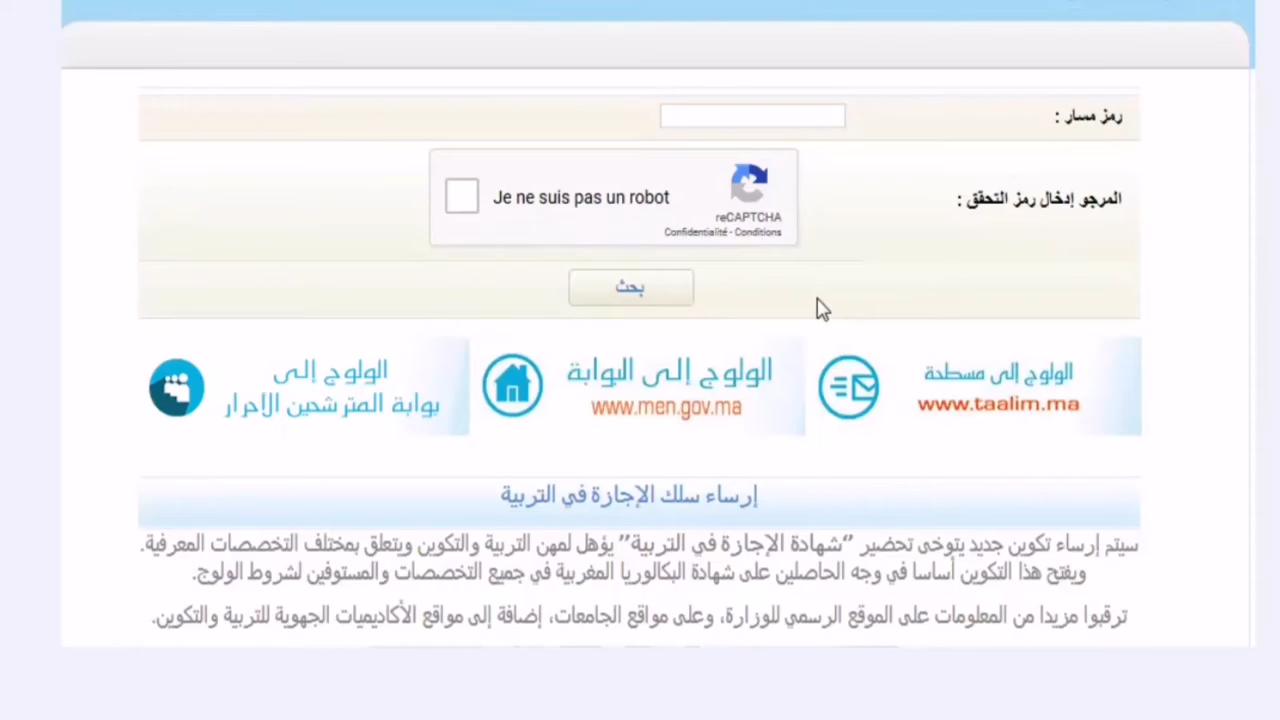 رمز مسار :
المرجو إدخال رمز التحقق :
Je ne suis pas un robot
reCAPTCHA
Confidentialité - Conditions
بحث
الولوج إلى مسطحة
www.taalim.ma
الولوج إلى البوابة
www.men.gov.ma
الولوج إلى
بوابة المترشحين الأحرار
إرساء سلك الإجازة في التربية
سيتم إرساء تكوين جديد يتوخى تحضير “شهادة الإجازة في التربية” يؤهل لمهن التربية والتكوين ويتعلق بمختلف التخصصات المعرفية.
ويفتح هذا التكوين أساسا في وجه الحاصلين على شهادة البكالوريا المغربية في جميع التخصصات والمستوفين لشروط الولوج.
ترقبوا مزيدا من المعلومات على الموقع الرسمي للوزارة، وعلى مواقع الجامعات، إضافة إلى مواقع الأكاديميات الجهوية للتربية والتكوين.